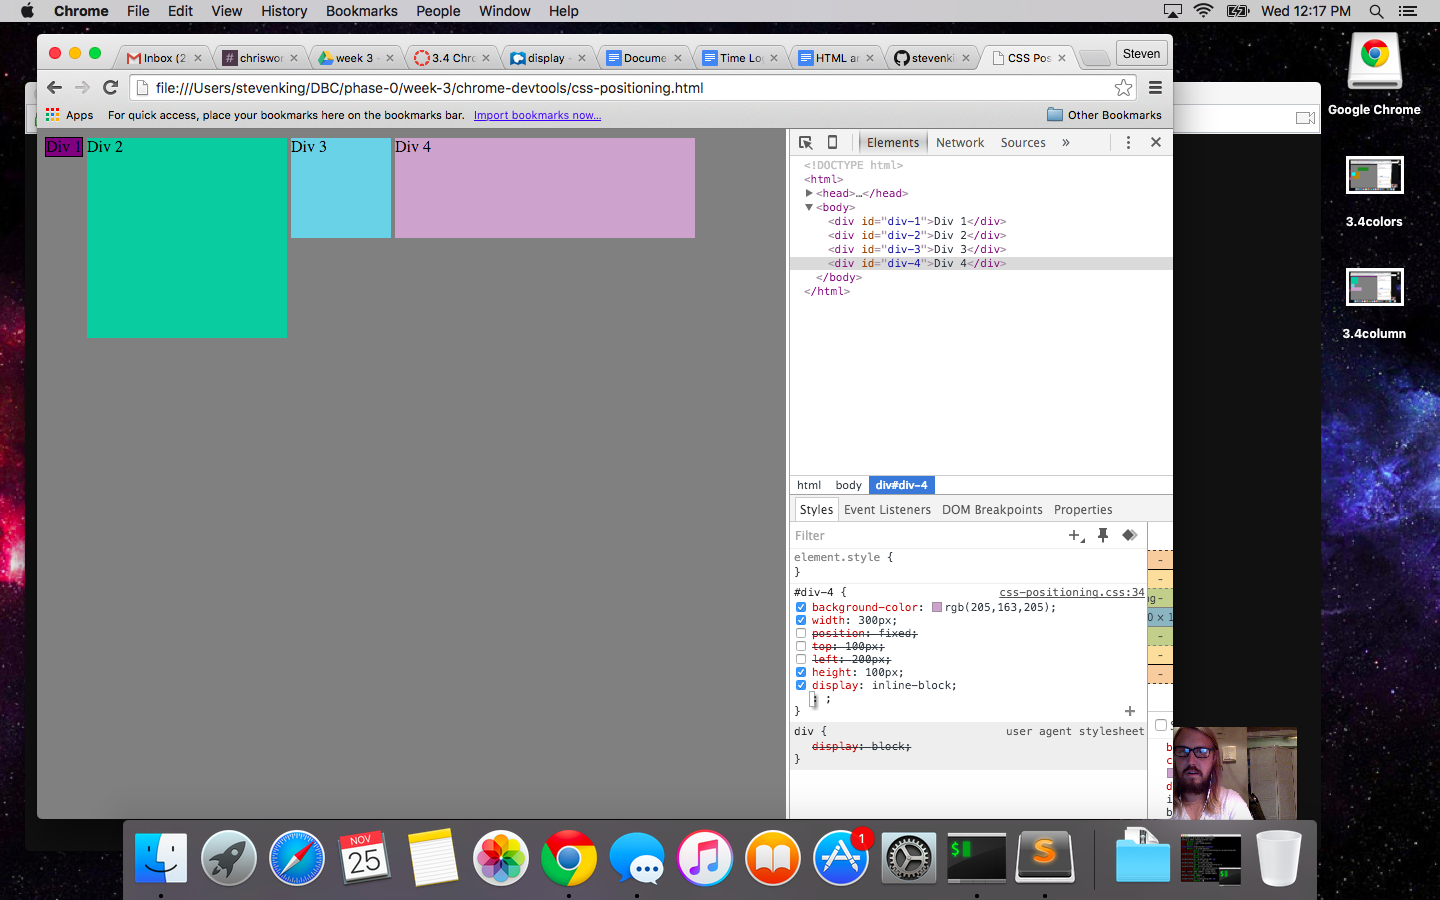 Chrome File Edit View History Bookmarks People Window Help Wed 12:17 PM
Inbox (2 chriswor week 3 - 3.4 Chro display - Docume Time Lo HTML an stevenki CSS Pos Steven
file:///Users/stevenking/DBC/phase-0/week-3/chrome-devtools/css-positioning.html
Apps For quick access, place your bookmarks here on the bookmarks bar. Import bookmarks now... Other Bookmarks
Div 1 Div 2 Div 3 Div 4
Elements Network Sources »
<!DOCTYPE html>
<html>
<head>…</head>
<body>
<div id="div-1">Div 1</div>
<div id="div-2">Div 2</div>
<div id="div-3">Div 3</div>
<div id="div-4">Div 4</div>
</body>
</html>
html body div#div-4
Styles Event Listeners DOM Breakpoints Properties
Filter
element.style {
}
#div-4 { css-positioning.css:34
background-color: rgb(205,163,205);
width: 300px;
position: fixed;
top: 100px;
left: 200px;
height: 100px;
display: inline-block;
: ;
}
div { user agent stylesheet
display: block;
}
Google Chrome
3.4colors
3.4column
NOV
25
1